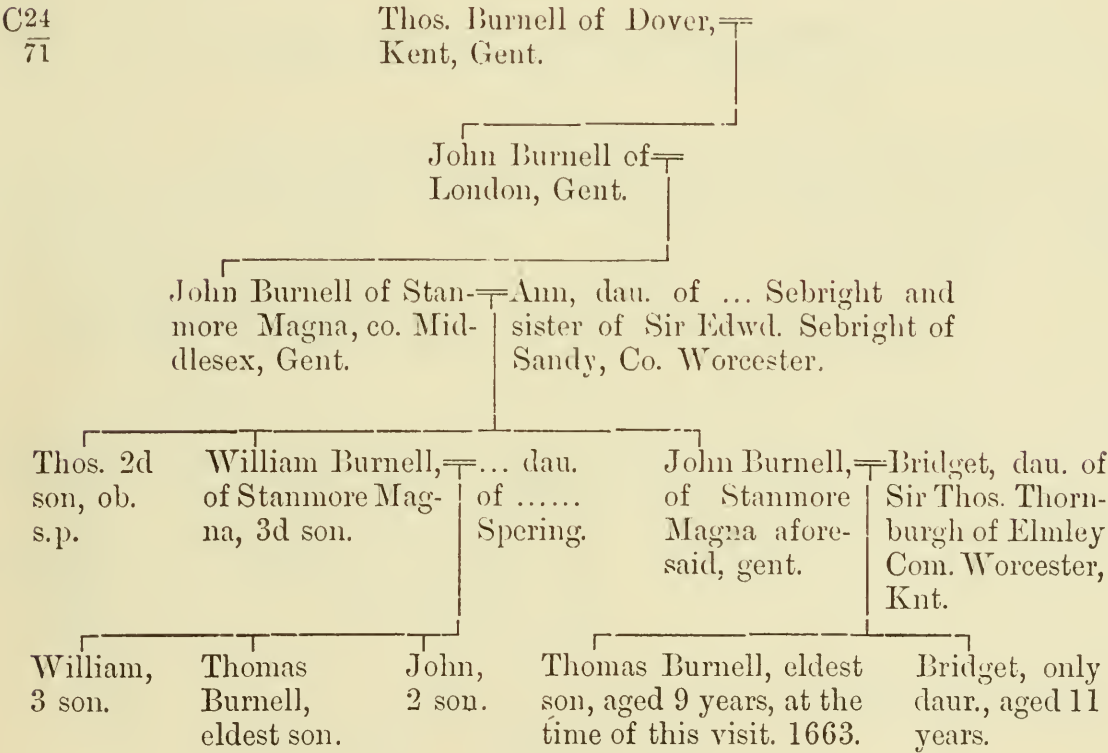 C24
71
Thos. Burnell of Dover,
Kent, Gent.
John Burnell of
London, Gent.
John Burnell of Stan-
more Magna, co. Mid-
dlesex, Gent.
Ann, dau. of ... Sebright and
sister of Sir Edwd. Sebright of
Sandy, Co. Worcester.
Thos. 2d
son, ob.
s.p.
William Burnell,
of Stanmore Mag-
na, 3d son.
... dau.
of ......
Spering.
John Burnell,
of Stanmore
Magna afore-
said, gent.
Bridget, dau. of
Sir Thos. Thorn-
burgh of Elmley
Com. Worcester,
Knt.
William,
3 son.
Thomas
Burnell,
eldest son.
John,
2 son.
Thomas Burnell, eldest
son, aged 9 years, at the
time of this visit. 1663.
Bridget, only
daur., aged 11
years.